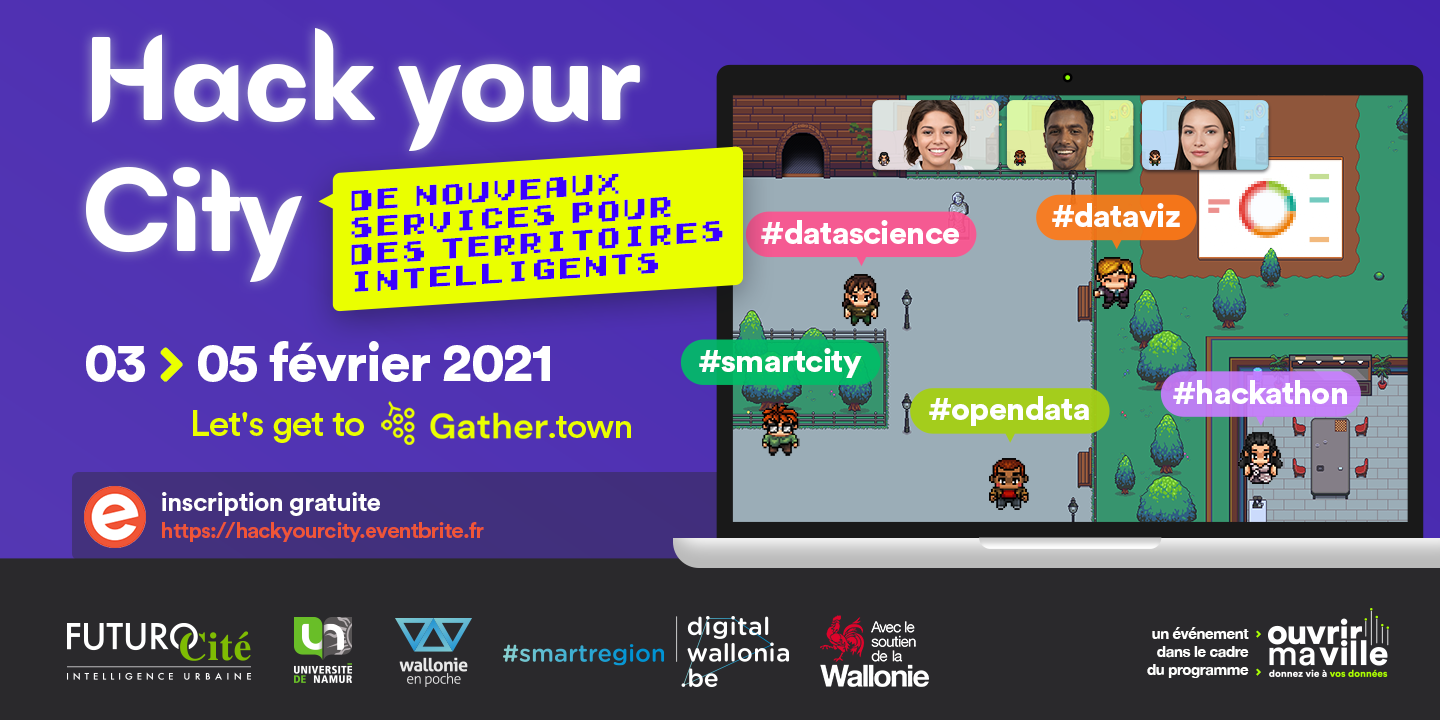 Hack your
City
DE NOUVEAUX
SERVICES POUR
DES TERRITOIRES
INTELLIGENTS
03 > 05 février 2021
Let's get to Gather.town
e inscription gratuite
https://hackyourcity.eventbrite.fr
#datascience
#dataviz
#smartcity
#opendata
#hackathon
FUTUROCité
INTELLIGENCE URBAINE
un
UNIVERSITÉ
DE NAMUR
wallonie
en poche
#smartregion
digital
wallonia
.be
Avec le
soutien
de la
Wallonie
un événement
dans le cadre
du programme
ouvrir
ma ville
donnez vie à vos données